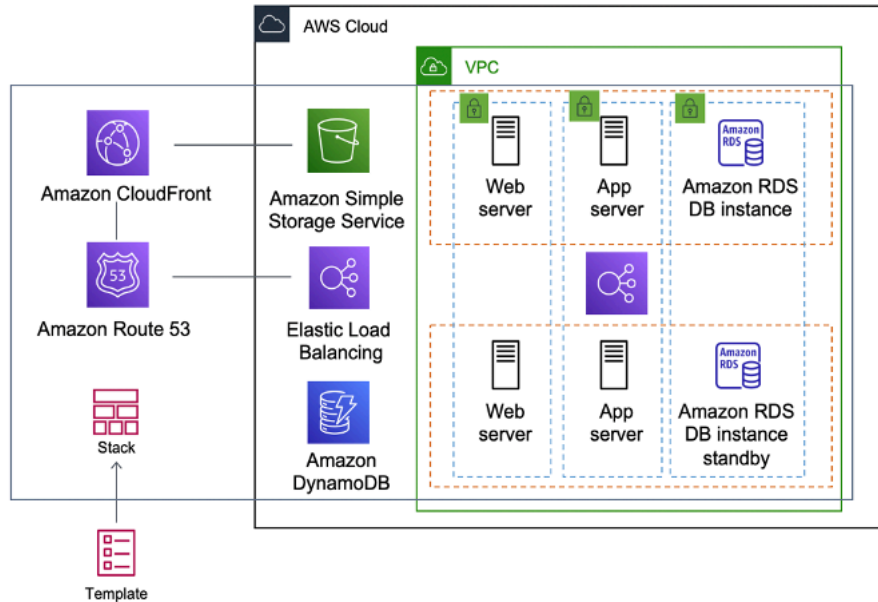 AWS Cloud
VPC
Amazon CloudFront
Amazon Simple
Storage Service
Web
server
App
server
Amazon
RDS
Amazon RDS
DB instance
53
Amazon Route 53
Elastic Load
Balancing
Stack
Amazon
DynamoDB
Web
server
App
server
Amazon
RDS
Amazon RDS
DB instance
standby
Template